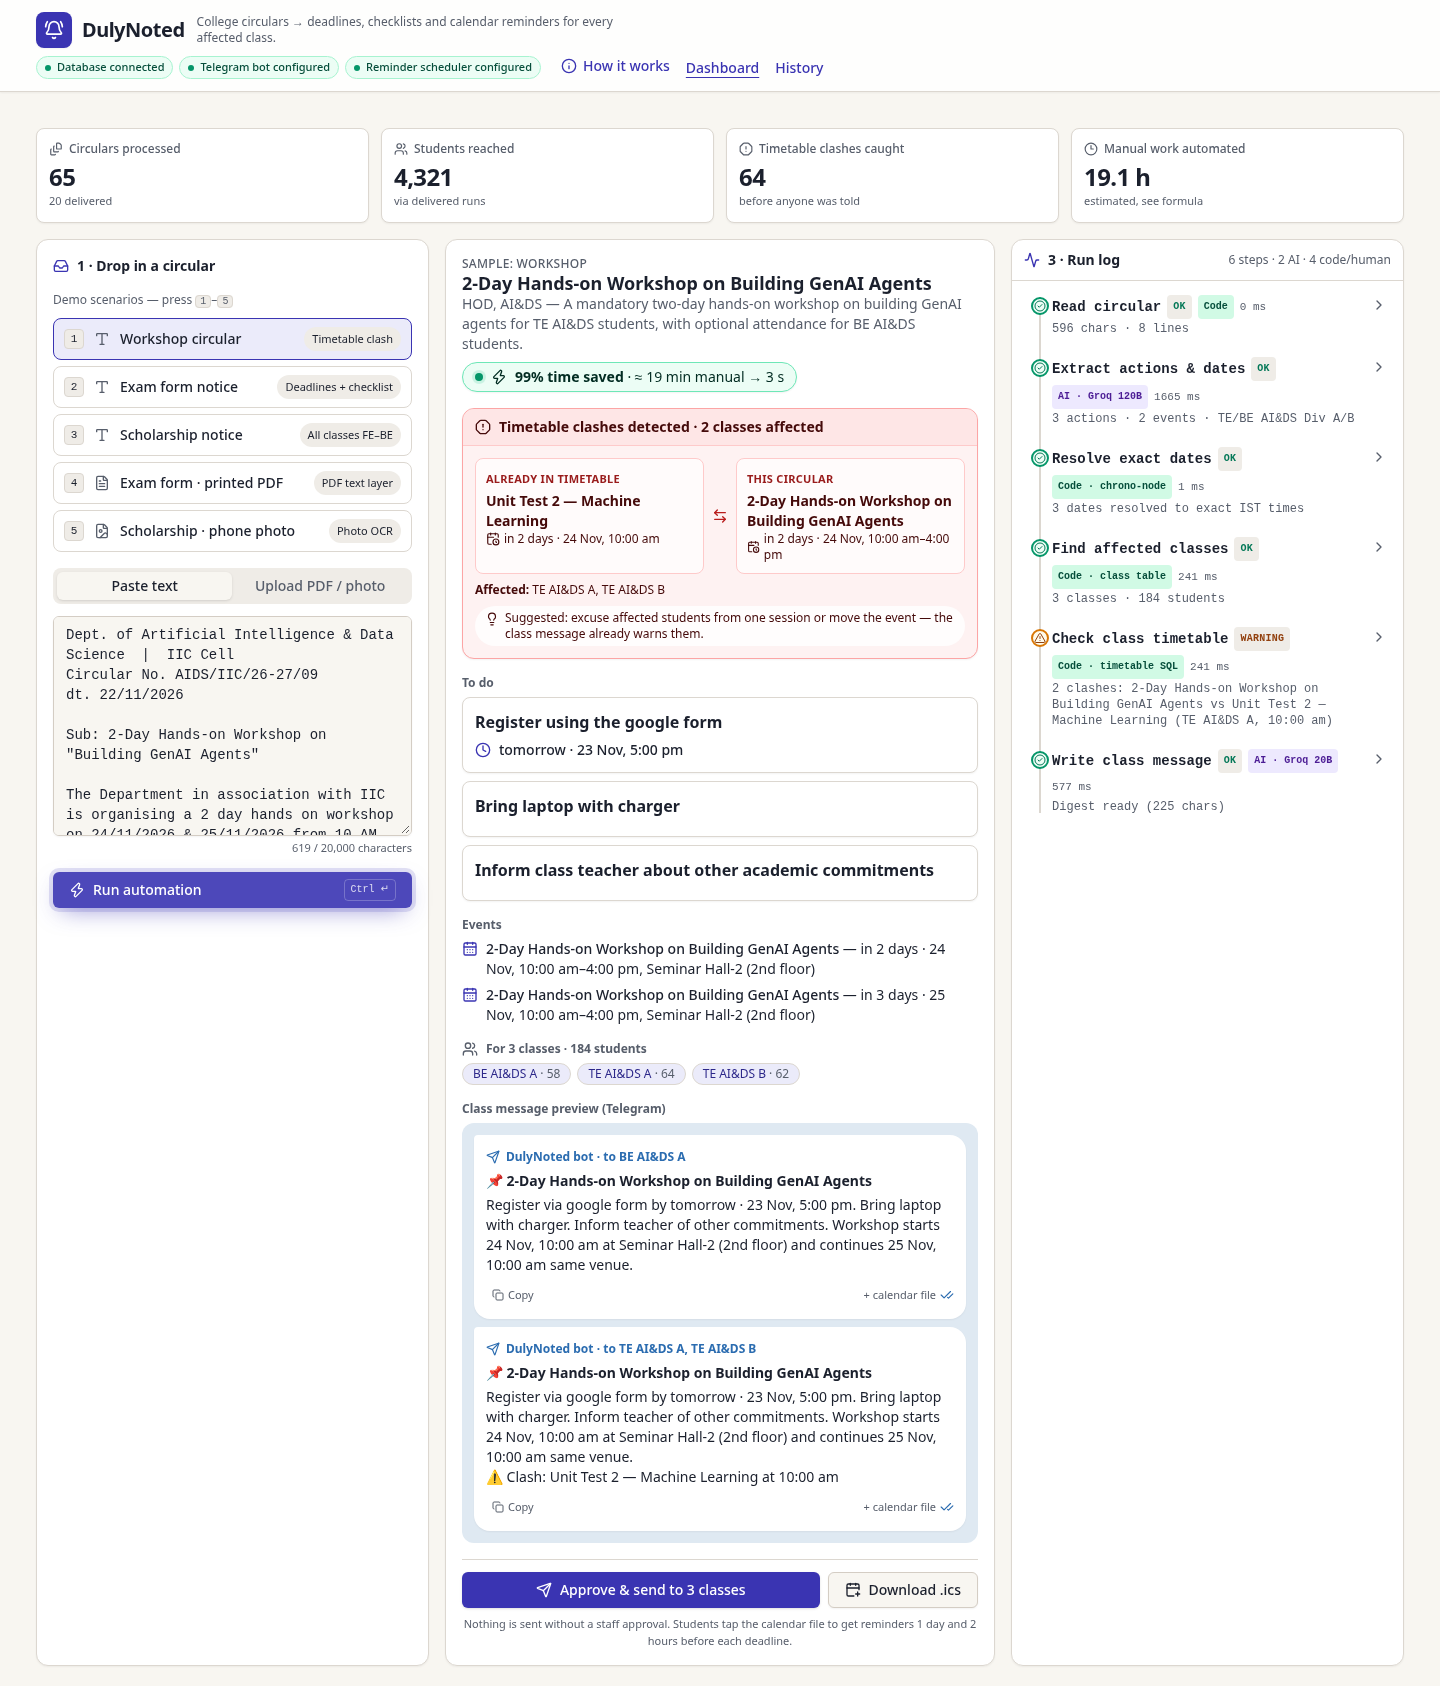 DulyNoted
College circulars → deadlines, checklists and calendar reminders for every
affected class.
Database connected
Telegram bot configured
Reminder scheduler configured
How it works
Dashboard
History
Circulars processed
65
20 delivered
Students reached
4,321
via delivered runs
Timetable clashes caught
64
before anyone was told
Manual work automated
19.1 h
estimated, see formula
1 · Drop in a circular
Demo scenarios — press 1–5
1 Workshop circular Timetable clash
2 Exam form notice Deadlines + checklist
3 Scholarship notice All classes FE–BE
4 Exam form · printed PDF PDF text layer
5 Scholarship · phone photo Photo OCR
Paste text
Upload PDF / photo
Dept. of Artificial Intelligence & Data
Science | IIC Cell
Circular No. AIDS/IIC/26-27/09
dt. 22/11/2026
Sub: 2-Day Hands-on Workshop on
"Building GenAI Agents"
The Department in association with IIC
is organising a 2 day hands on workshop
on 24/11/2026 & 25/11/2026 from 10 AM
619 / 20,000 characters
Run automation Ctrl ↵
SAMPLE: WORKSHOP
2-Day Hands-on Workshop on Building GenAI Agents
HOD, AI&DS — A mandatory two-day hands-on workshop on building GenAI
agents for TE AI&DS students, with optional attendance for BE AI&DS
students.
99% time saved · ≈ 19 min manual → 3 s
Timetable clashes detected · 2 classes affected
ALREADY IN TIMETABLE
Unit Test 2 — Machine
Learning
in 2 days · 24 Nov, 10:00 am
THIS CIRCULAR
2-Day Hands-on Workshop on
Building GenAI Agents
in 2 days · 24 Nov, 10:00 am–4:00
pm
Affected: TE AI&DS A, TE AI&DS B
Suggested: excuse affected students from one session or move the event — the
class message already warns them.
To do
Register using the google form
tomorrow · 23 Nov, 5:00 pm
Bring laptop with charger
Inform class teacher about other academic commitments
Events
2-Day Hands-on Workshop on Building GenAI Agents — in 2 days · 24
Nov, 10:00 am–4:00 pm, Seminar Hall-2 (2nd floor)
2-Day Hands-on Workshop on Building GenAI Agents — in 3 days · 25
Nov, 10:00 am–4:00 pm, Seminar Hall-2 (2nd floor)
For 3 classes · 184 students
BE AI&DS A · 58
TE AI&DS A · 64
TE AI&DS B · 62
Class message preview (Telegram)
DulyNoted bot · to BE AI&DS A
📌 2-Day Hands-on Workshop on Building GenAI Agents
Register via google form by tomorrow · 23 Nov, 5:00 pm. Bring laptop
with charger. Inform teacher of other commitments. Workshop starts
24 Nov, 10:00 am at Seminar Hall-2 (2nd floor) and continues 25 Nov,
10:00 am same venue.
Copy
+ calendar file
DulyNoted bot · to TE AI&DS A, TE AI&DS B
📌 2-Day Hands-on Workshop on Building GenAI Agents
Register via google form by tomorrow · 23 Nov, 5:00 pm. Bring laptop
with charger. Inform teacher of other commitments. Workshop starts
24 Nov, 10:00 am at Seminar Hall-2 (2nd floor) and continues 25 Nov,
10:00 am same venue.
⚠️ Clash: Unit Test 2 — Machine Learning at 10:00 am
Copy
+ calendar file
Approve & send to 3 classes
Download .ics
Nothing is sent without a staff approval. Students tap the calendar file to get reminders 1 day and 2
hours before each deadline.
3 · Run log
6 steps · 2 AI · 4 code/human
Read circular OK Code 0 ms
596 chars · 8 lines
Extract actions & dates OK
AI · Groq 120B 1665 ms
3 actions · 2 events · TE/BE AI&DS Div A/B
Resolve exact dates OK
Code · chrono-node 1 ms
3 dates resolved to exact IST times
Find affected classes OK
Code · class table 241 ms
3 classes · 184 students
Check class timetable WARNING
Code · timetable SQL 241 ms
2 clashes: 2-Day Hands-on Workshop on
Building GenAI Agents vs Unit Test 2 —
Machine Learning (TE AI&DS A, 10:00 am)
Write class message OK AI · Groq 20B
577 ms
Digest ready (225 chars)